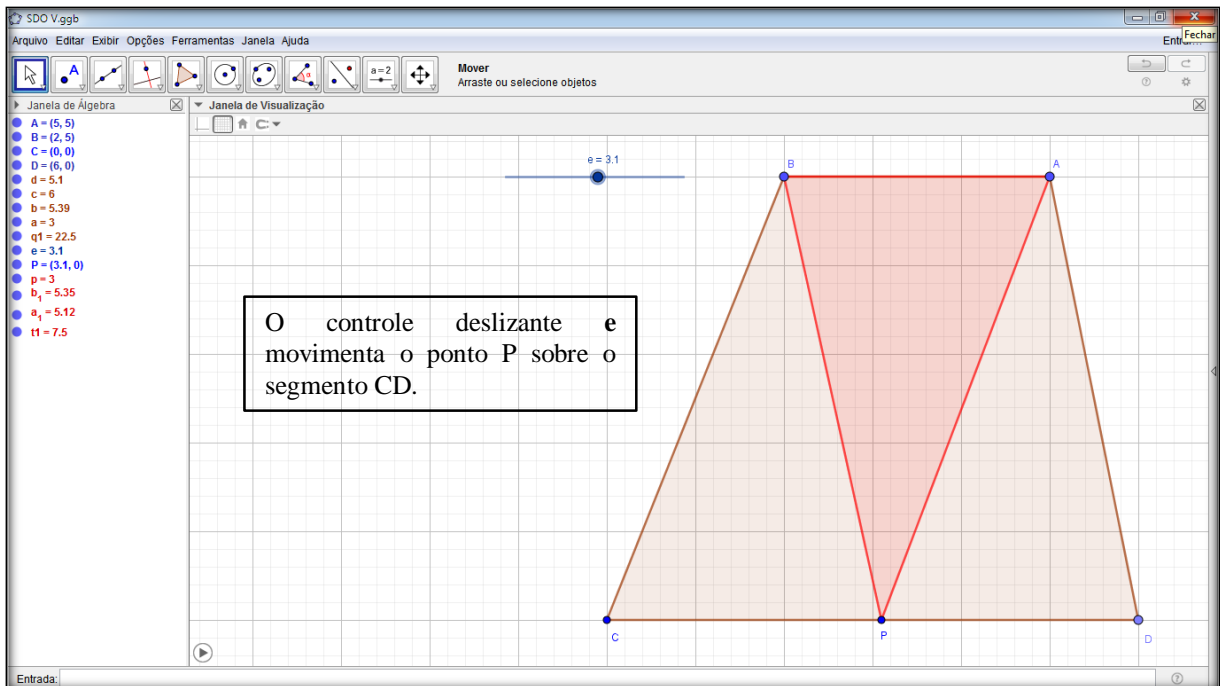 SDO V.ggb
Fechar
Arquivo Editar Exibir Opções Ferramentas Janela Ajuda
A
a=2
Mover
Arraste ou selecione objetos
Janela de Álgebra
Janela de Visualização
A = (5, 5)
B = (2, 5)
C = (0, 0)
D = (6, 0)
d = 5.1
c = 6
b = 5.39
a = 3
q1 = 22.5
e = 3.1
P = (3.1, 0)
p = 3
b₁ = 5.35
a₁ = 5.12
t1 = 7.5
e = 3.1
B
A
O controle deslizante e
movimenta o ponto P sobre o
segmento CD.
C
P
D
Entrada: